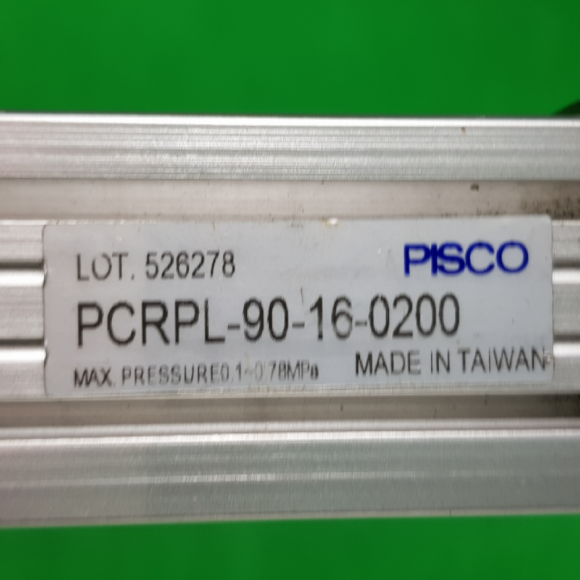 LOT. 526278 PISCO
PCRPL-90-16-0200
MAX. PRESSURE0.1~0.78MPa MADE IN TAIWAN